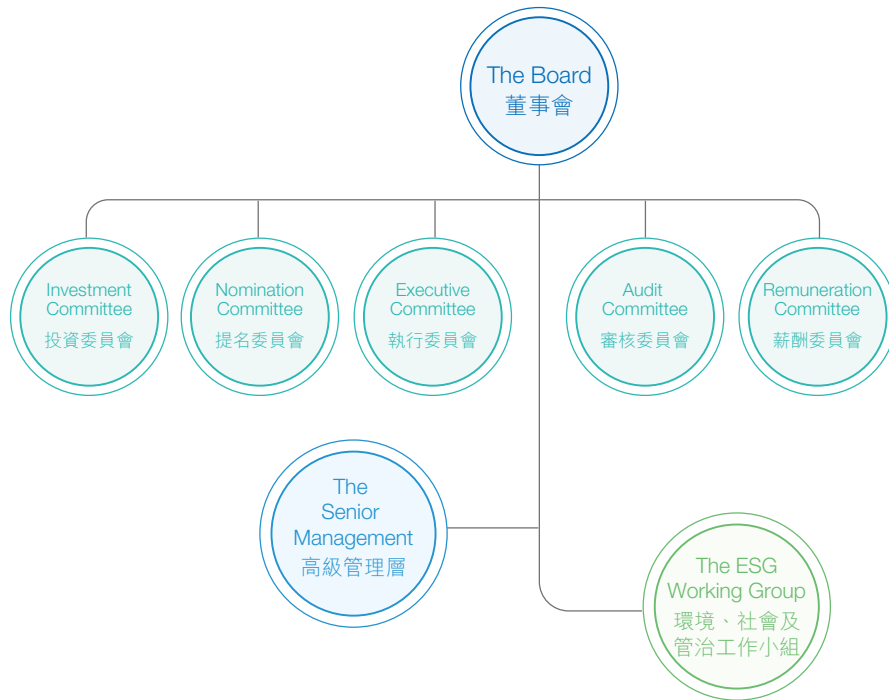 The Board
董事會
Investment
Committee
投資委員會
Nomination
Committee
提名委員會
Executive
Committee
執行委員會
Audit
Committee
審核委員會
Remuneration
Committee
薪酬委員會
The
Senior
Management
高級管理層
The ESG
Working Group
環境、社會及
管治工作小組